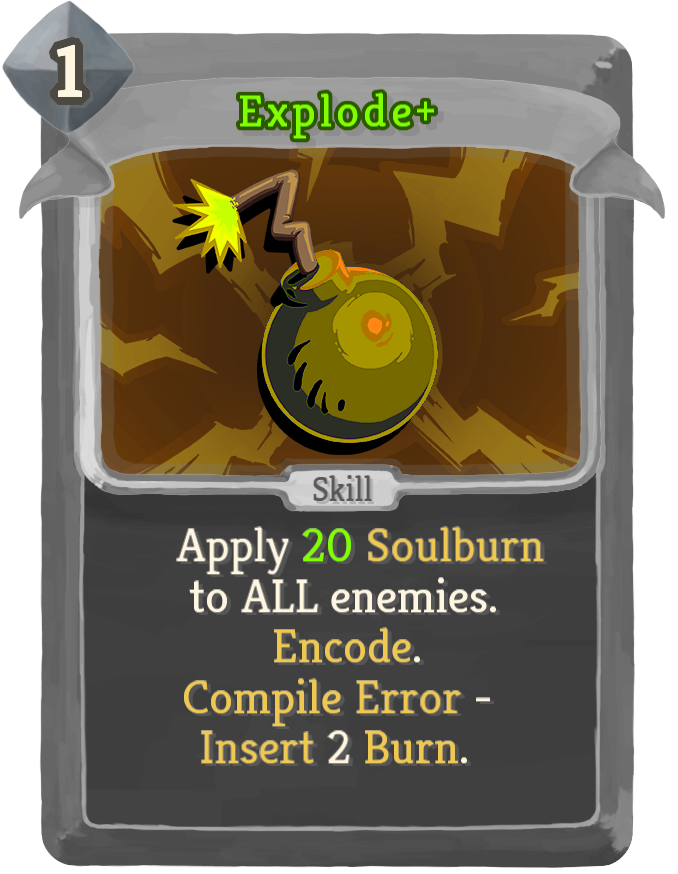 1
Explode+
Skill
Apply 20 Soulburn
to ALL enemies.
Encode.
Compile Error -
Insert 2 Burn.